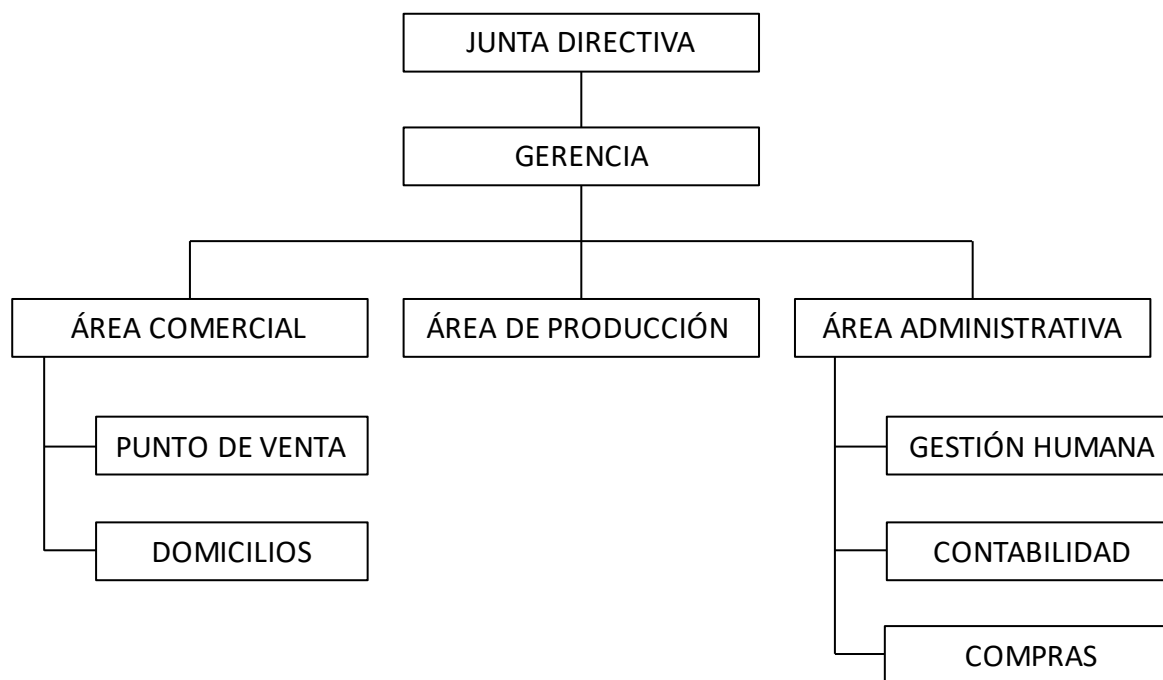 JUNTA DIRECTIVA
GERENCIA
ÁREA COMERCIAL
ÁREA DE PRODUCCIÓN
ÁREA ADMINISTRATIVA
PUNTO DE VENTA
GESTIÓN HUMANA
DOMICILIOS
CONTABILIDAD
COMPRAS